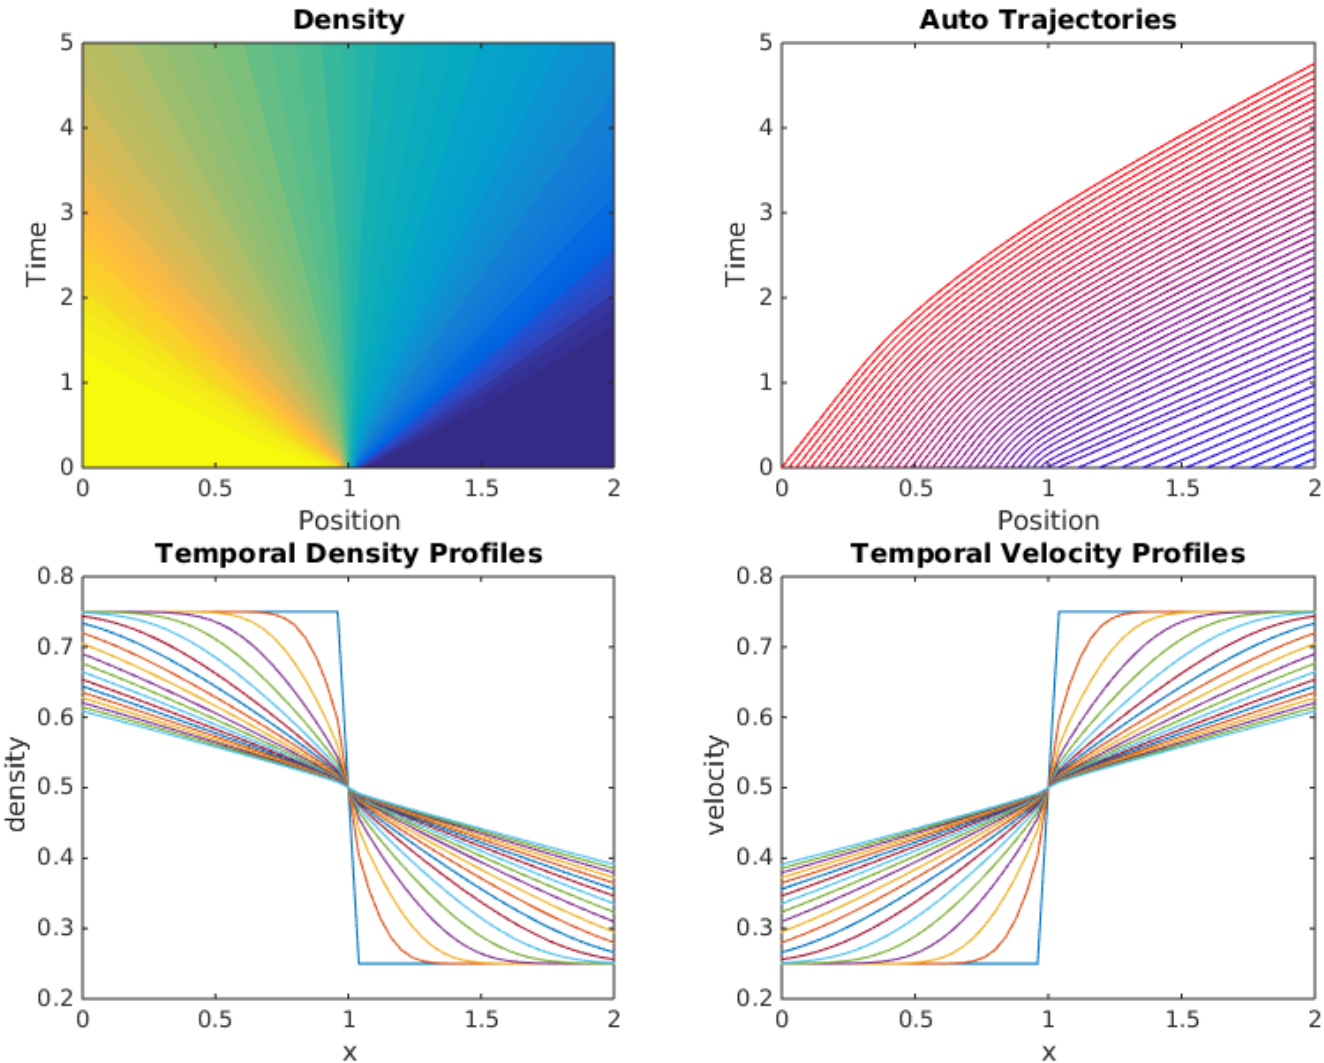 Density
5
4
3
2
1
0
Time
0 0.5 1 1.5 2
Position
Auto Trajectories
5
4
3
2
1
0
Time
0 0.5 1 1.5 2
Position
Temporal Density Profiles
0.8
0.7
0.6
0.5
0.4
0.3
0.2
density
0 0.5 1 1.5 2
x
Temporal Velocity Profiles
0.8
0.7
0.6
0.5
0.4
0.3
0.2
velocity
0 0.5 1 1.5 2
x